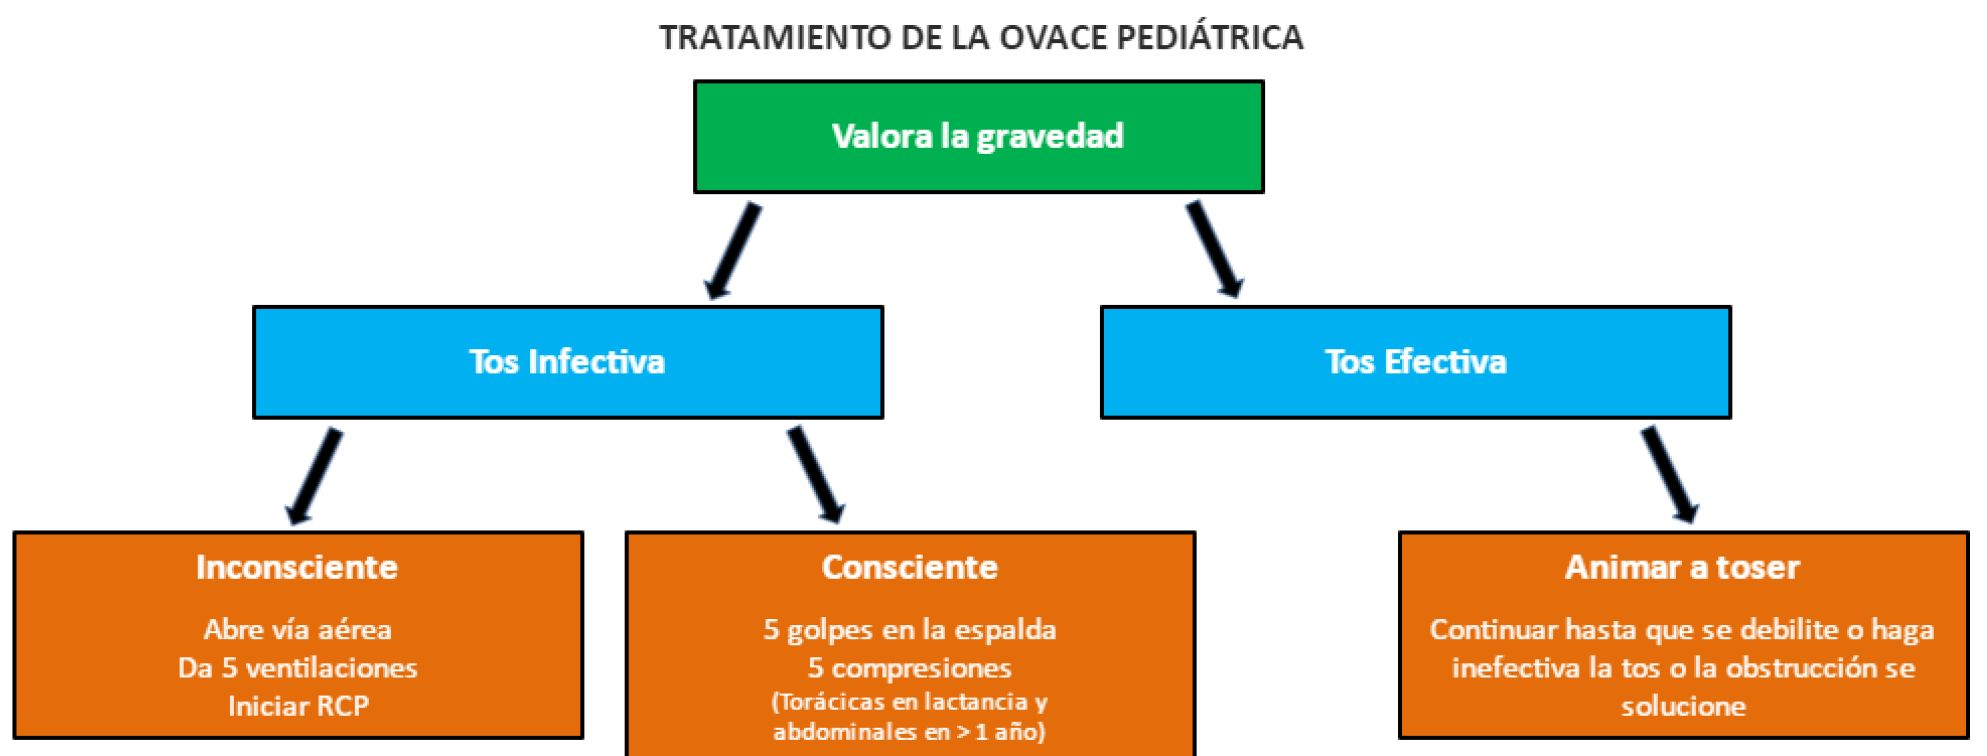 TRATAMIENTO DE LA OVACE PEDIÁTRICA
Valora la gravedad
Tos Infectiva
Tos Efectiva
Inconsciente
Abre vía aérea
Da 5 ventilaciones
Iniciar RCP
Consciente
5 golpes en la espalda
5 compresiones
(Torácicas en lactancia y
abdominales en > 1 año)
Animar a toser
Continuar hasta que se debilite o haga
inefectiva la tos o la obstrucción se
solucione